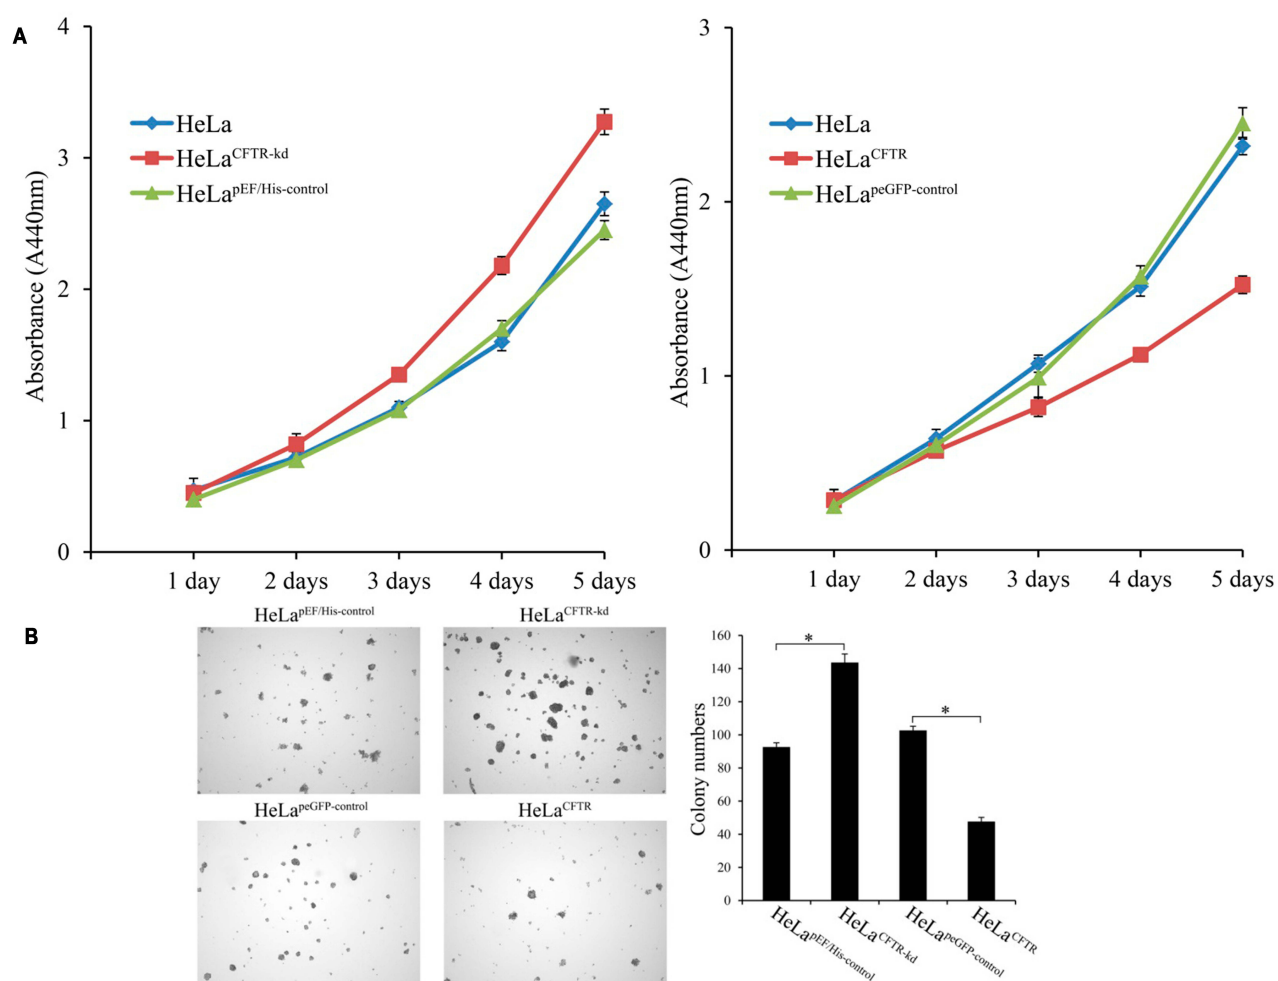 A
4
3
2
1
0
Absorbance (A440nm)
HeLa
HeLaCFTR-kd
HeLapEF/His-control
1 day 2 days 3 days 4 days 5 days
3
2
1
0
Absorbance (A440nm)
HeLa
HeLaCFTR
HeLapeGFP-control
1 day 2 days 3 days 4 days 5 days
B
HeLapEF/His-control
HeLaCFTR-kd
HeLapeGFP-control
HeLaCFTR
160
140
120
100
80
60
40
20
0
Colony numbers
*
*
HeLapEF/His-control
HeLaCFTR-kd
HeLapeGFP-control
HeLaCFTR